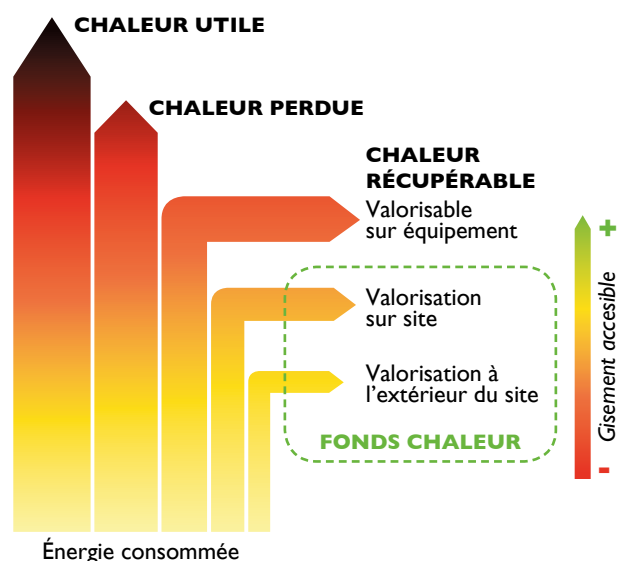 CHALEUR UTILE
CHALEUR PERDUE
CHALEUR
RÉCUPÉRABLE
Valorisable
sur équipement
Valorisation
sur site
Valorisation à
l'extérieur du site
FONDS CHALEUR
+
Gisement accesible
-
Énergie consommée